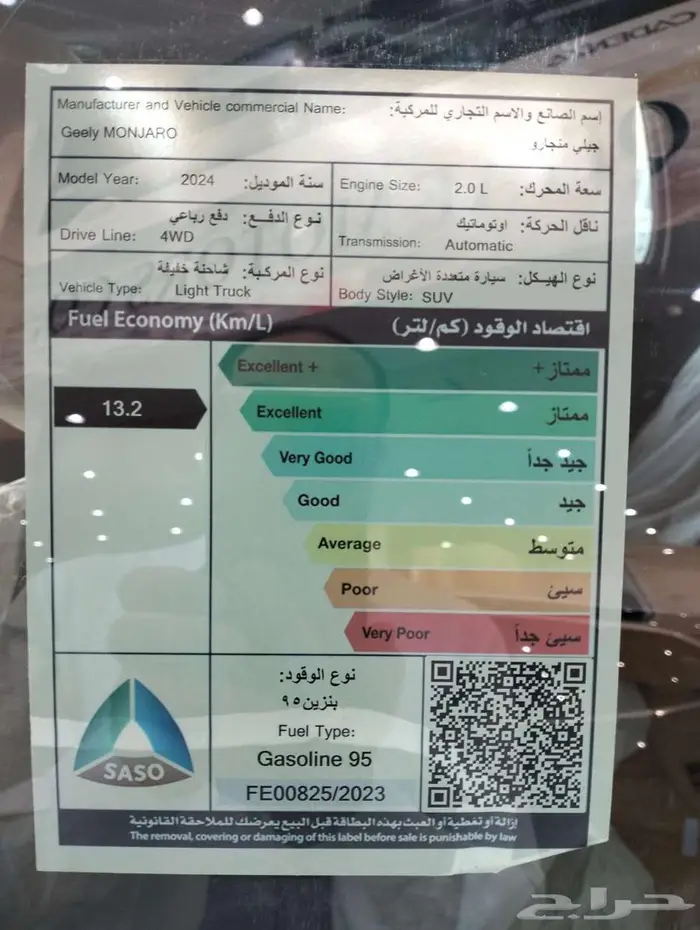 Manufacturer and Vehicle commercial Name: إسم الصانع والاسم التجاري للمركبة:
Geely MONJARO جيلي منجارو
Model Year: 2024 سنة الموديل:
Engine Size: 2.0 L سعة المحرك:
نوع الدفع: دفع رباعي
Drive Line: 4WD
ناقل الحركة: اوتوماتيك
Transmission: Automatic
نوع المركبة: شاحنة خفيفة
Vehicle Type: Light Truck
نوع الهيكل: سيارة متعددة الأغراض
Body Style: SUV
Fuel Economy (Km/L) اقتصاد الوقود (كم/لتر)
Excellent + ممتاز +
13.2
Excellent ممتاز
Very Good جيد جداً
Good جيد
Average متوسط
Poor سيئ
Very Poor سيئ جداً
نوع الوقود:
بنزين ٩٥
Fuel Type:
Gasoline 95
FE00825/2023
SASO
إزالة أو تغطية أو العبث بهذه البطاقة قبل البيع يعرضك للملاحقة القانونية
The removal, covering or damaging of this label before sale is punishable by law
حراج